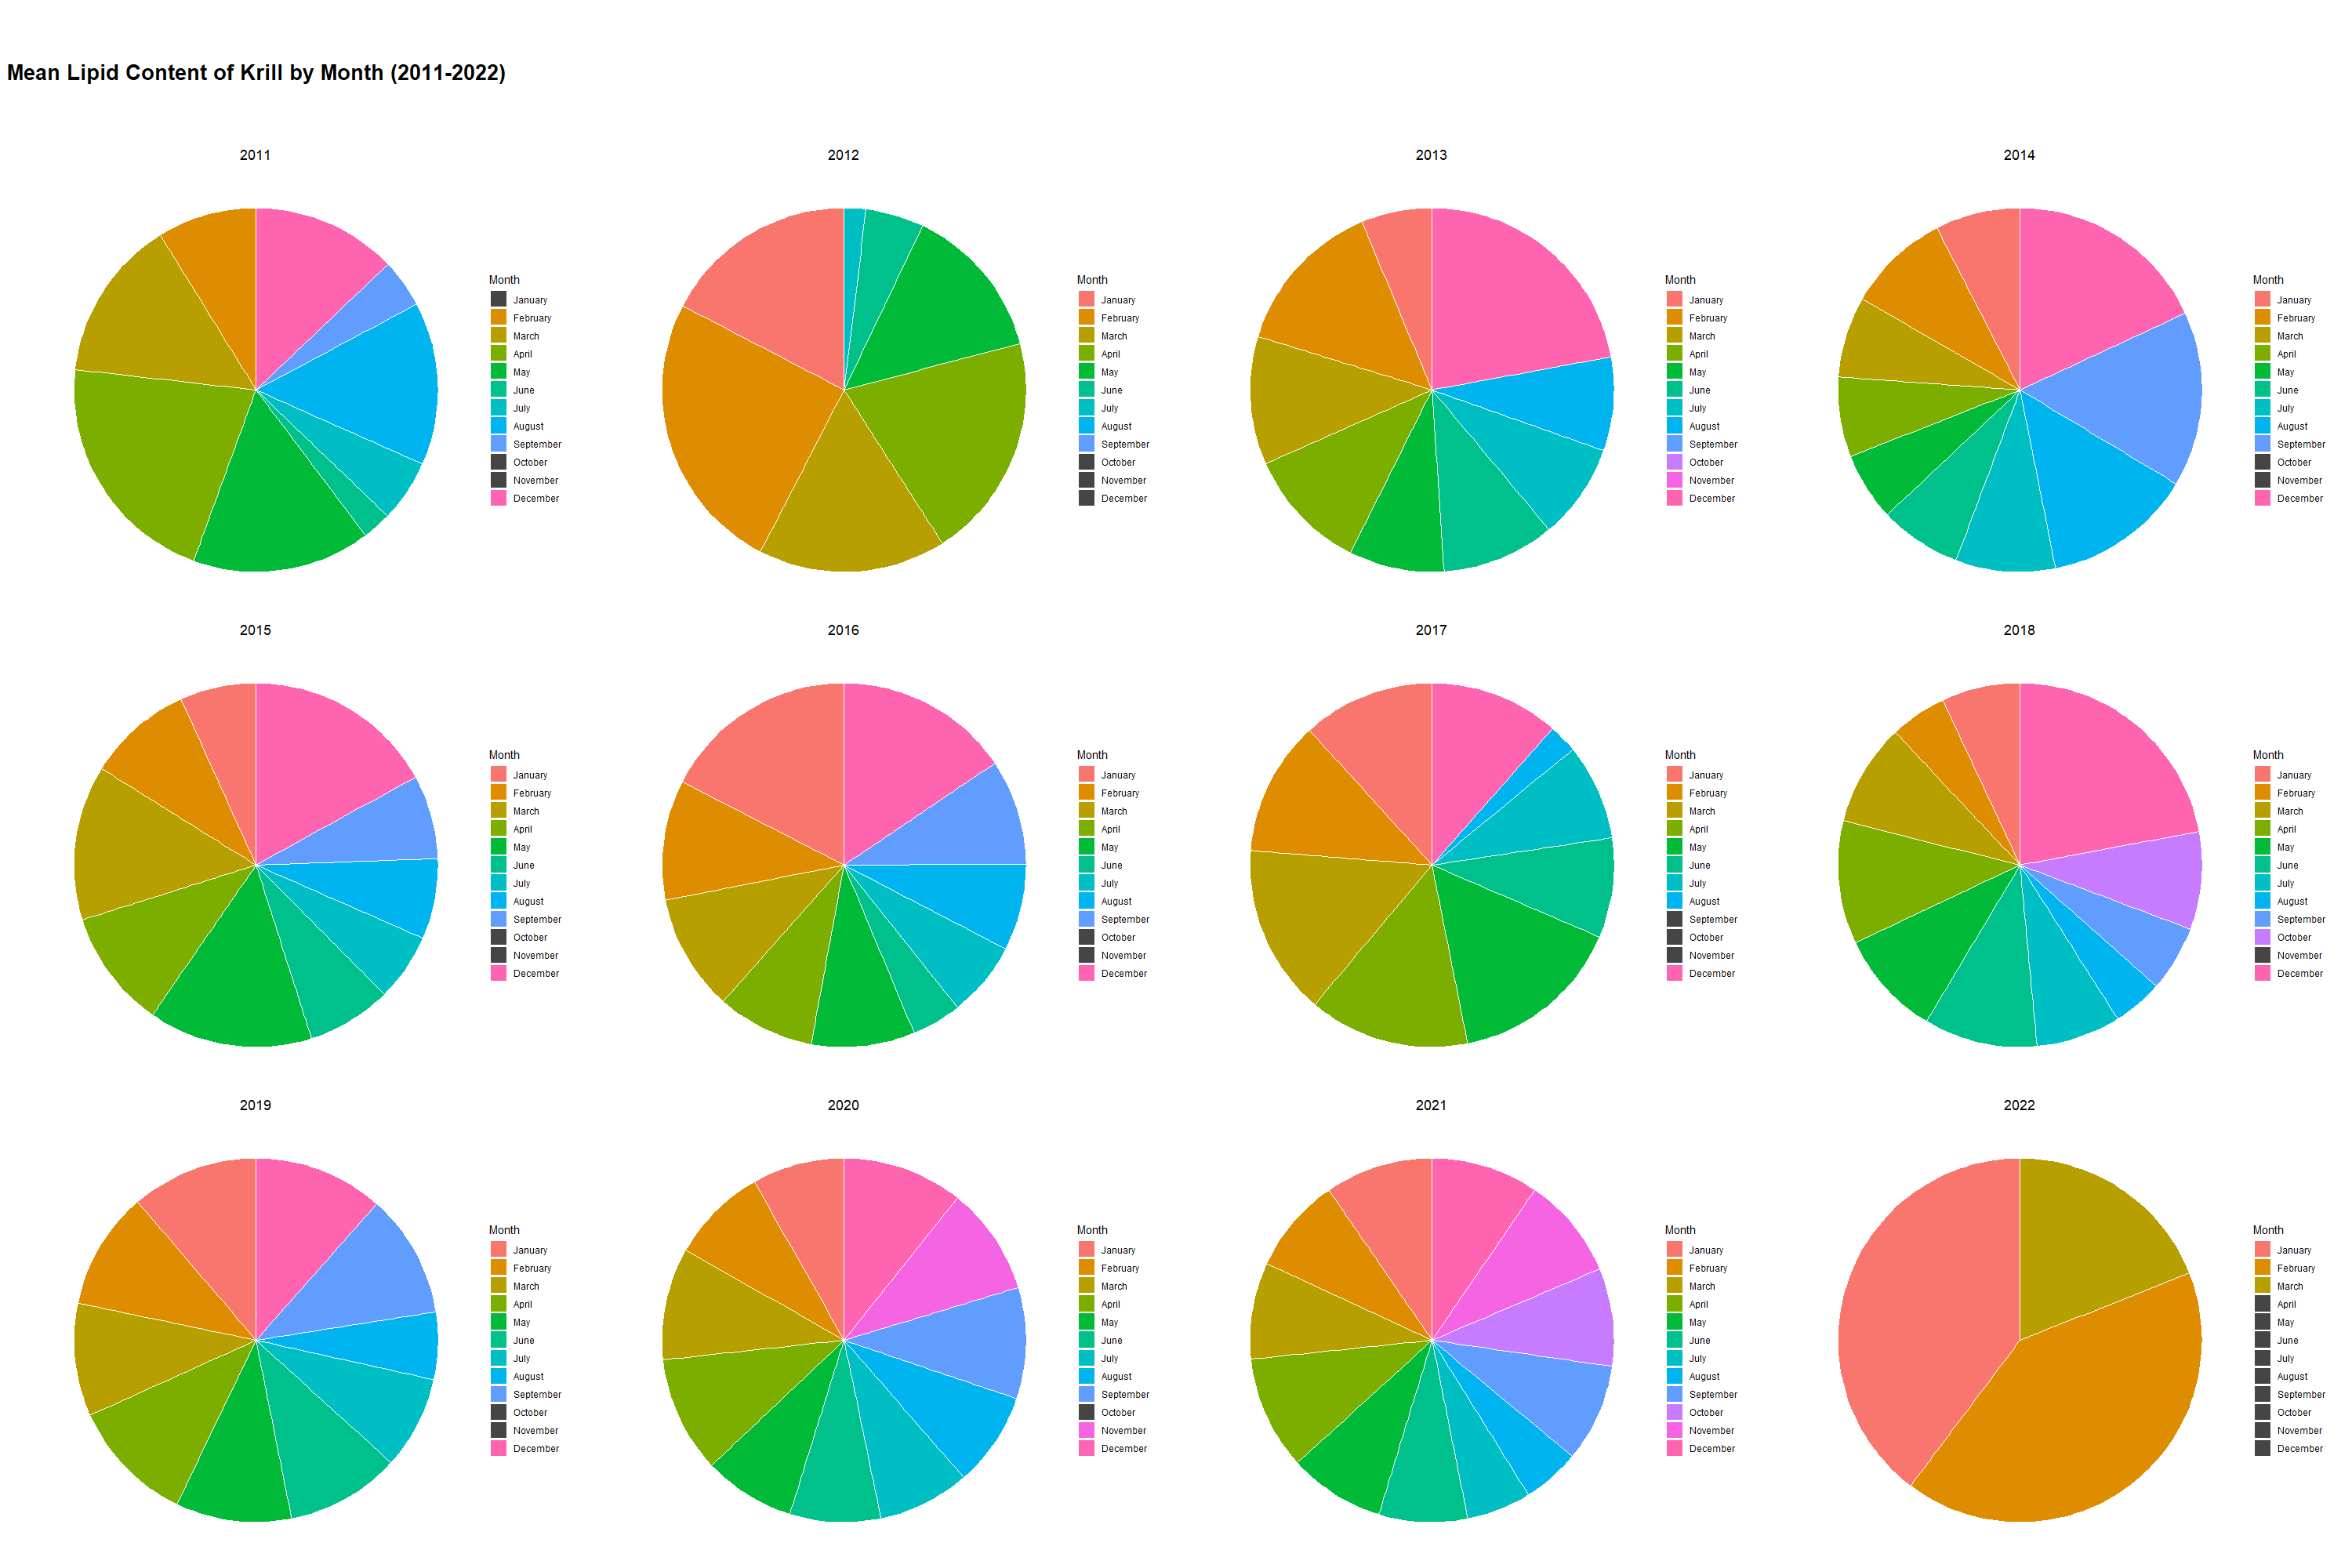 Mean Lipid Content of Krill by Month (2011-2022)
2011
Month
January
February
March
April
May
June
July
August
September
October
November
December
2012
Month
January
February
March
April
May
June
July
August
September
October
November
December
2013
Month
January
February
March
April
May
June
July
August
September
October
November
December
2014
Month
January
February
March
April
May
June
July
August
September
October
November
December
2015
Month
January
February
March
April
May
June
July
August
September
October
November
December
2016
Month
January
February
March
April
May
June
July
August
September
October
November
December
2017
Month
January
February
March
April
May
June
July
August
September
October
November
December
2018
Month
January
February
March
April
May
June
July
August
September
October
November
December
2019
Month
January
February
March
April
May
June
July
August
September
October
November
December
2020
Month
January
February
March
April
May
June
July
August
September
October
November
December
2021
Month
January
February
March
April
May
June
July
August
September
October
November
December
2022
Month
January
February
March
April
May
June
July
August
September
October
November
December